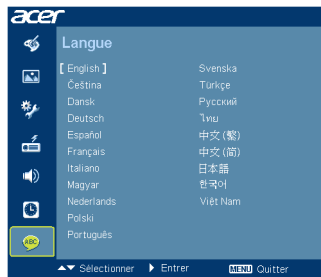 acer
Langue
[ English ] Svenska
Čeština Türkçe
Dansk Русский
Deutsch ไทย
Español 中文 (繁)
Français 中文 (简)
Italiano 日本語
Magyar 한국어
Nederlands Việt Nam
Polski
Português
ABC
▲▼ Sélectionner ▶ Entrer MENU Quitter